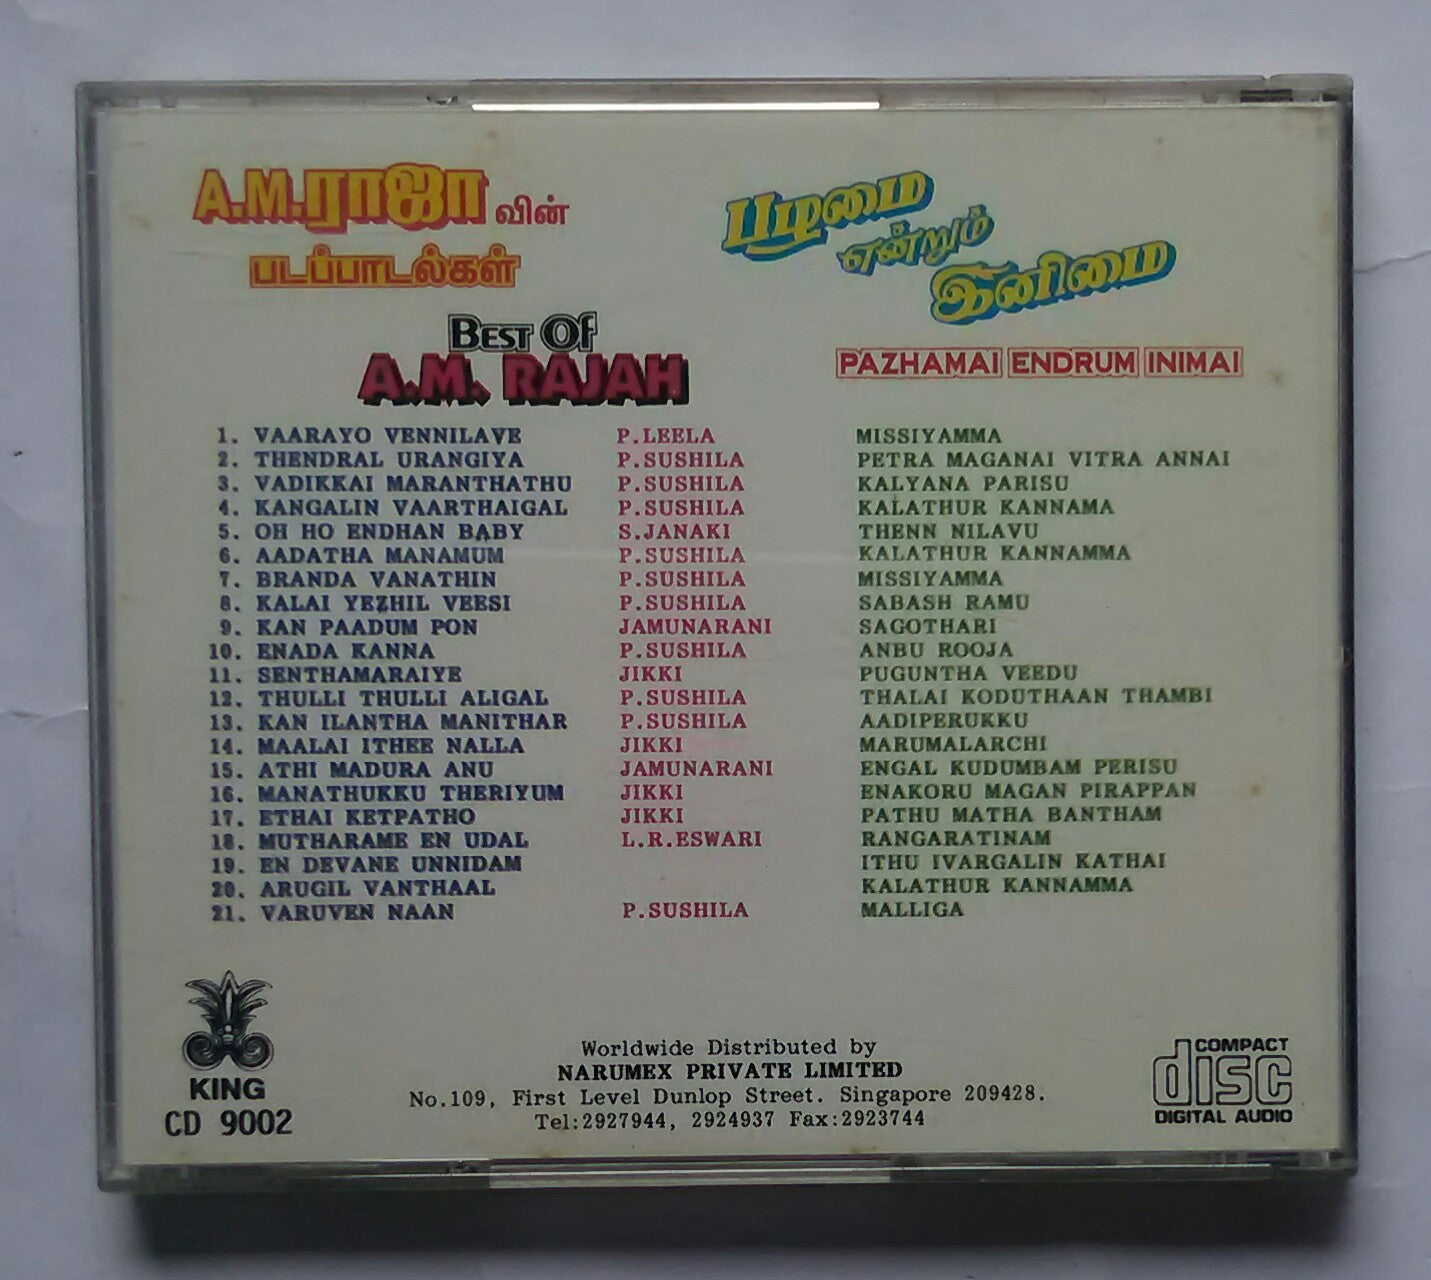 A.M.ராஜா வின்
படப்பாடல்கள்
பழமை
என்றும்
இனிமை
BEST OF
A.M. RAJAH
PAZHAMAI ENDRUM INIMAI
1. VAARAYO VENNILAVE P.LEELA MISSIYAMMA
2. THENDRAL URANGIYA P.SUSHILA PETRA MAGANAI VITRA ANNAI
3. VADIKKAI MARANTHATHU P.SUSHILA KALYANA PARISU
4. KANGALIN VAARTHAIGAL P.SUSHILA KALATHUR KANNAMA
5. OH HO ENDHAN BABY S.JANAKI THENN NILAVU
6. AADATHA MANAMUM P.SUSHILA KALATHUR KANNAMMA
7. BRANDA VANATHIN P.SUSHILA MISSIYAMMA
8. KALAI YEZHIL VEESI P.SUSHILA SABASH RAMU
9. KAN PAADUM PON JAMUNARANI SAGOTHARI
10. ENADA KANNA P.SUSHILA ANBU ROOJA
11. SENTHAMARAIYE JIKKI PUGUNTHA VEEDU
12. THULLI THULLI ALIGAL P.SUSHILA THALAI KODUTHAAN THAMBI
13. KAN ILANTHA MANITHAR P.SUSHILA AADIPERUKKU
14. MAALAI ITHEE NALLA JIKKI MARUMALARCHI
15. ATHI MADURA ANU JAMUNARANI ENGAL KUDUMBAM PERISU
16. MANATHUKKU THERIYUM JIKKI ENAKORU MAGAN PIRAPPAN
17. ETHAI KETPATHO JIKKI PATHU MATHA BANTHAM
18. MUTHARAME EN UDAL L.R.ESWARI RANGARATINAM
19. EN DEVANE UNNIDAM ITHU IVARGALIN KATHAI
20. ARUGIL VANTHAAL KALATHUR KANNAMMA
21. VARUVEN NAAN P.SUSHILA MALLIGA
KING
CD 9002
Worldwide Distributed by
NARUMEX PRIVATE LIMITED
No.109, First Level Dunlop Street. Singapore 209428.
Tel:2927944, 2924937 Fax:2923744
COMPACT
disc
DIGITAL AUDIO